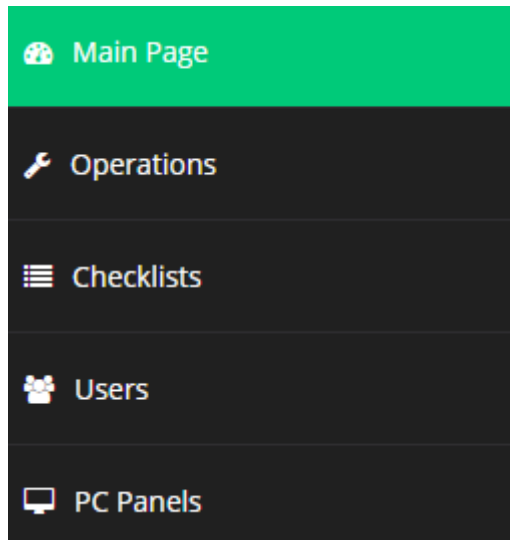 Main Page
Operations
Checklists
Users
PC Panels